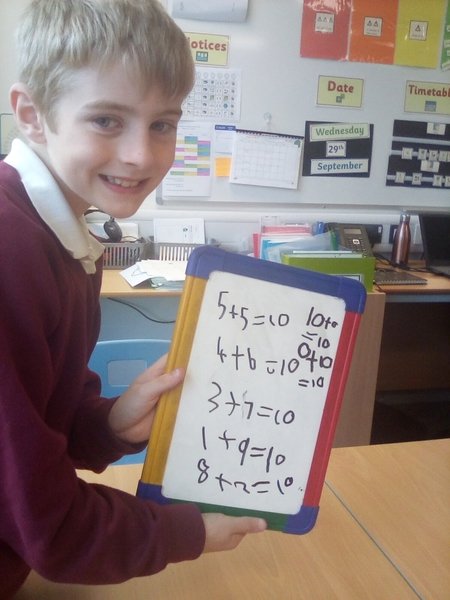 Notices
Date
Timetable
Wednesday
29th
September
5+5=10
4+6=10
3+7=10
1+9=10
8+2=10
10+0
=10
0+10
=10